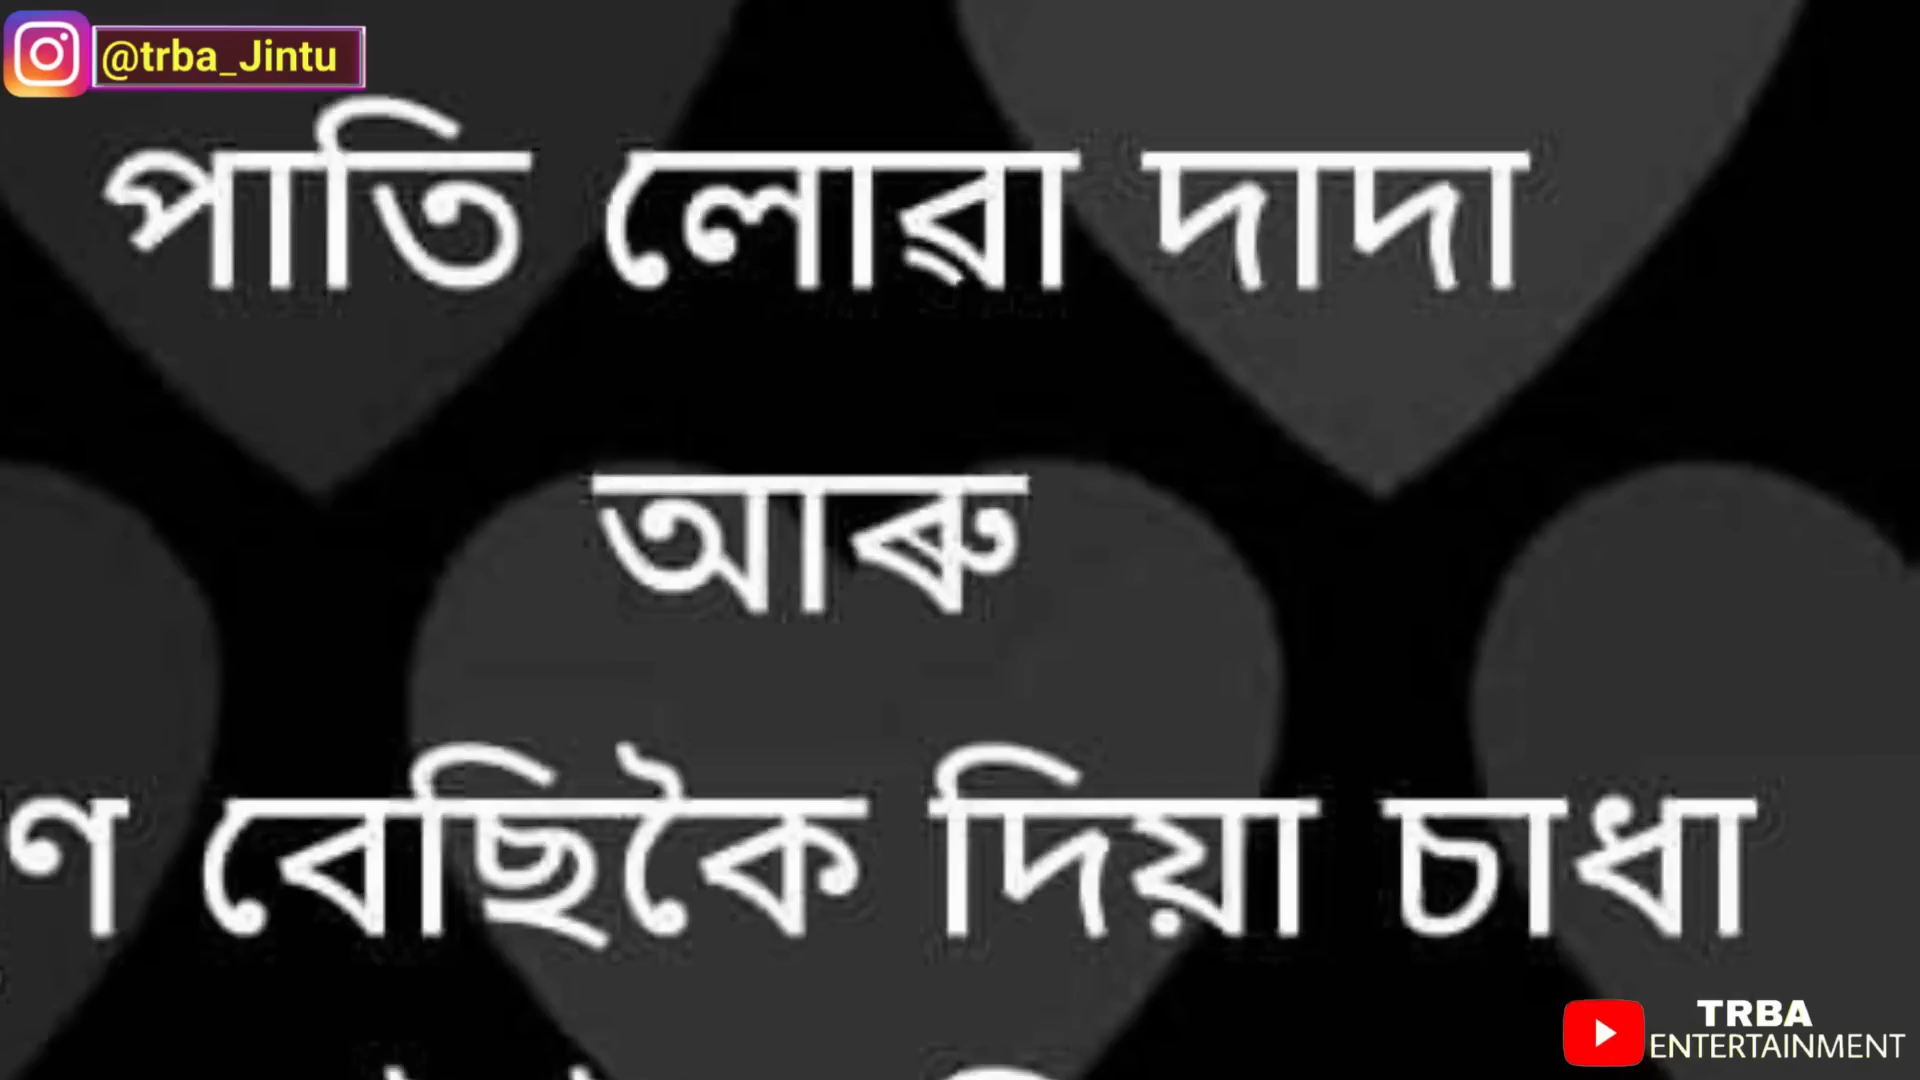 @trba_Jintu
পাতি লোৱা দাদা
আৰু
বেছিকৈ দিয়া চাধা
TRBA
ENTERTAINMENT